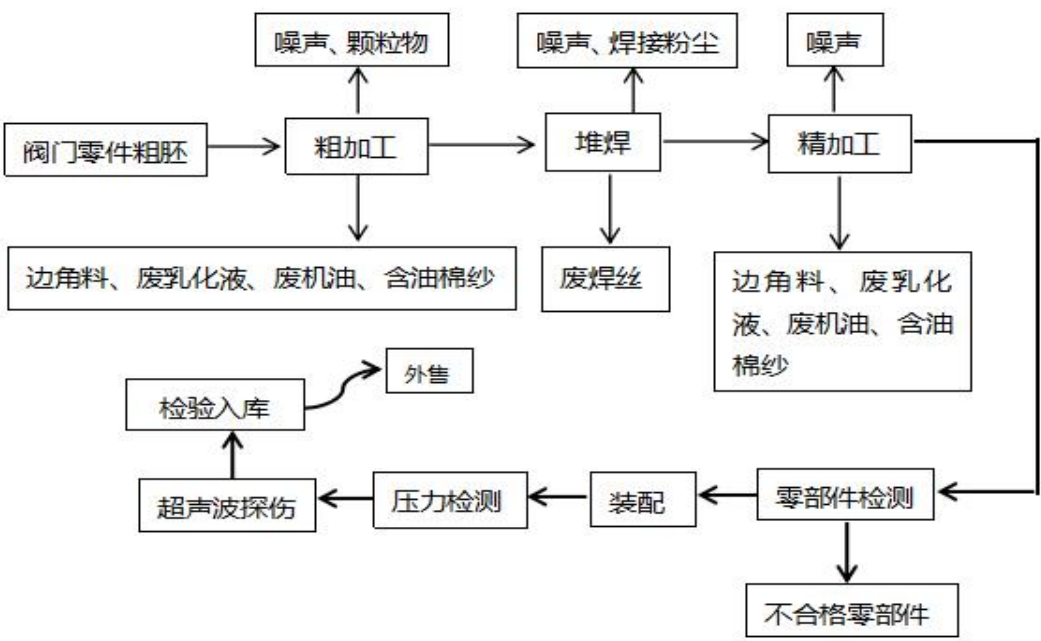 噪声、颗粒物
噪声、焊接粉尘
噪声
阀门零件粗胚
粗加工
堆焊
精加工
边角料、废乳化液、废机油、含油棉纱
废焊丝
边角料、废乳化
液、废机油、含油
棉纱
外售
检验入库
超声波探伤
压力检测
装配
零部件检测
不合格零部件